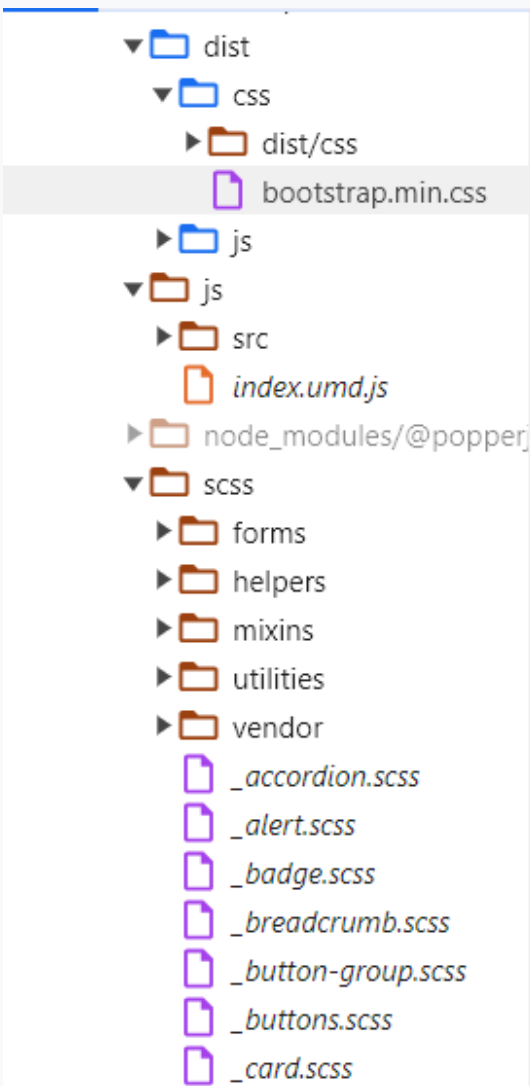 dist
css
dist/css
bootstrap.min.css
js
js
src
index.umd.js
node_modules/@popperj
scss
forms
helpers
mixins
utilities
vendor
_accordion.scss
_alert.scss
_badge.scss
_breadcrumb.scss
_button-group.scss
_buttons.scss
_card.scss